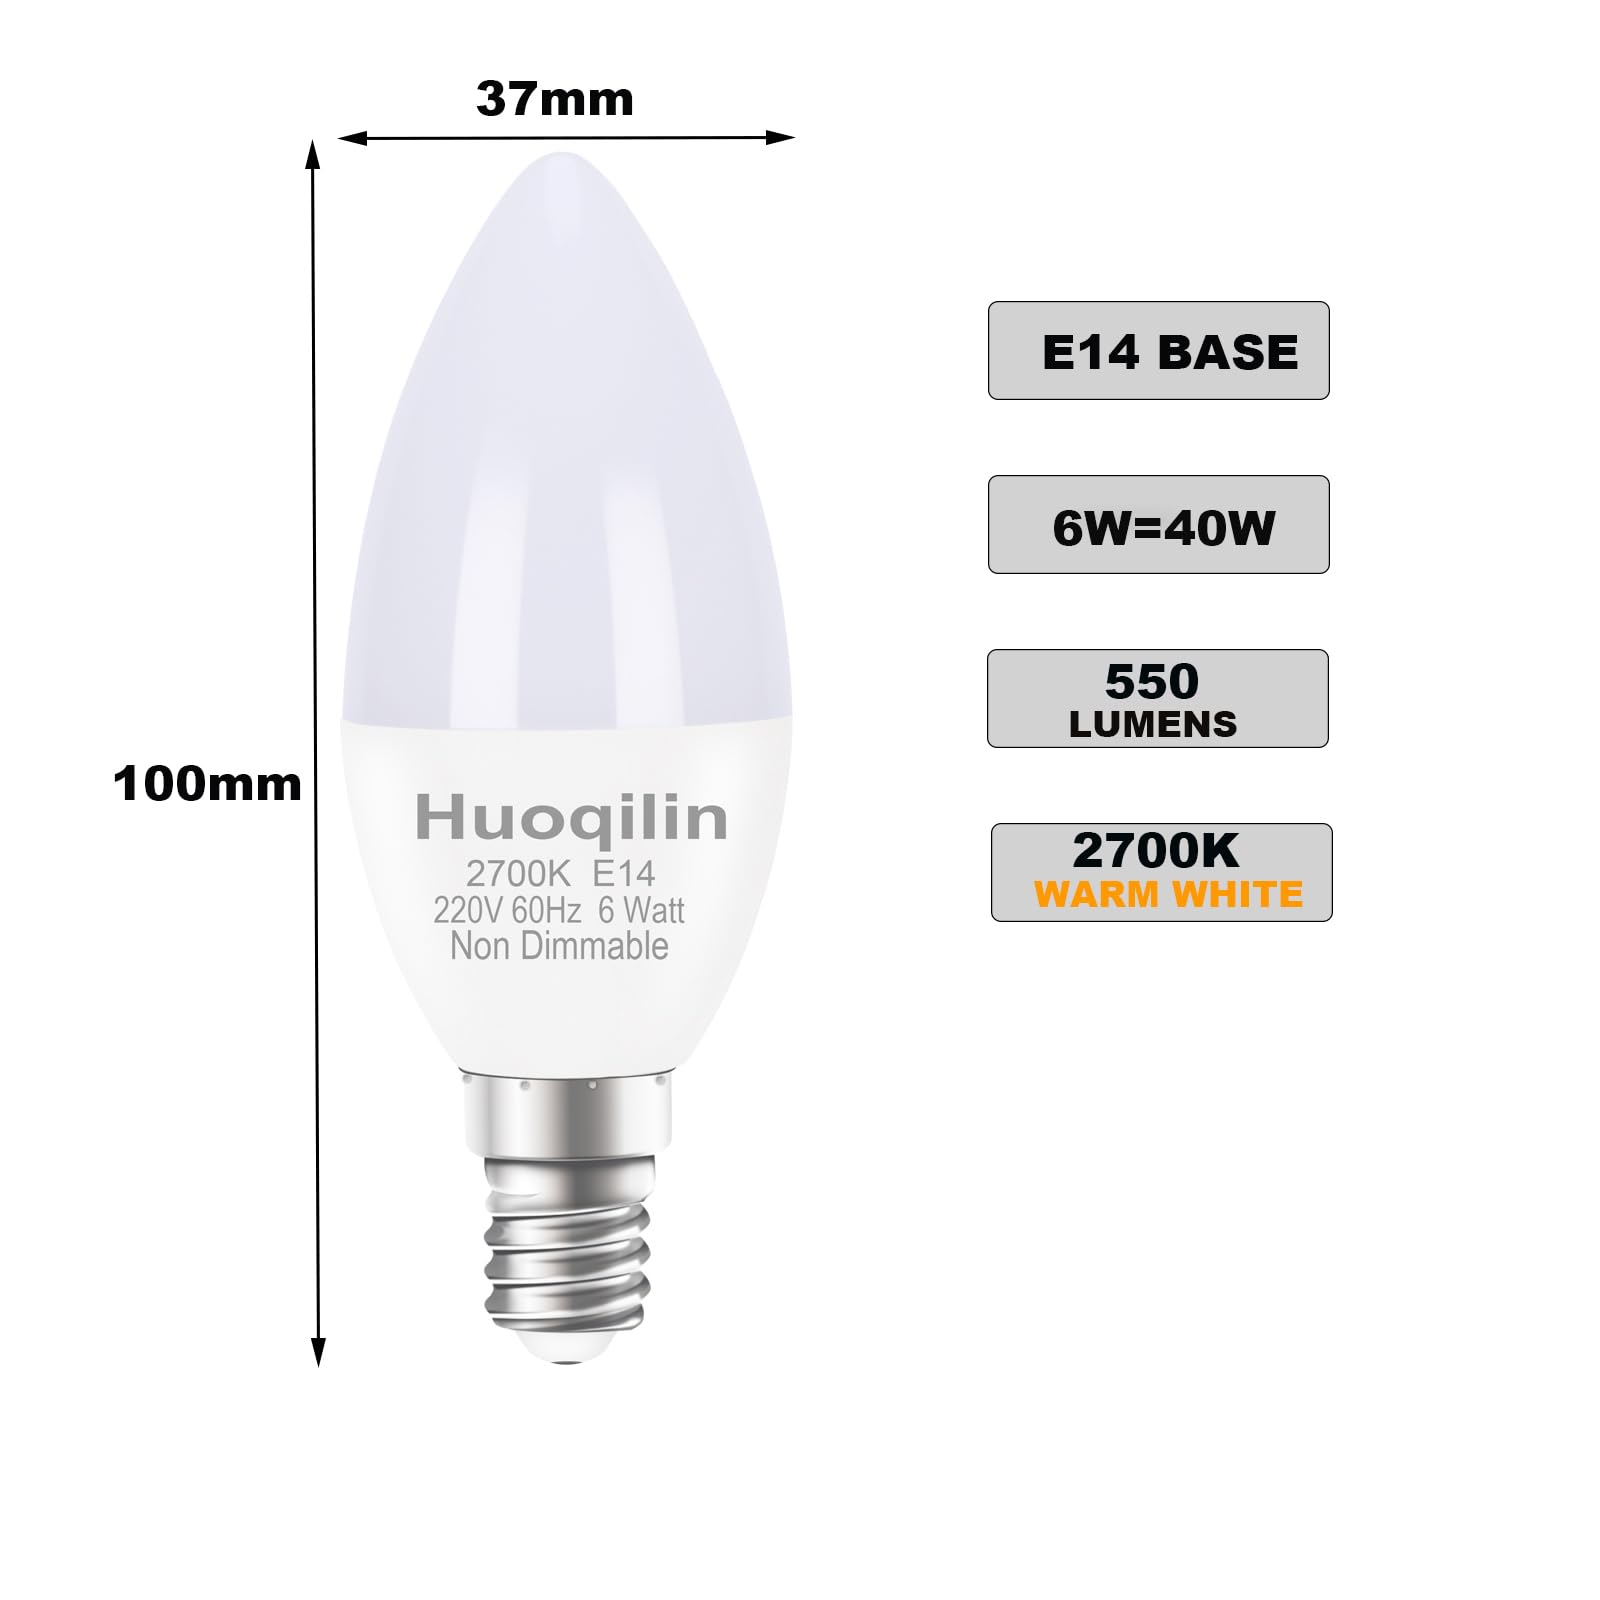 37mm
100mm
Huoqilin
2700K E14
220V 60Hz 6 Watt
Non Dimmable
E14 BASE
6W=40W
550
LUMENS
2700K
WARM WHITE